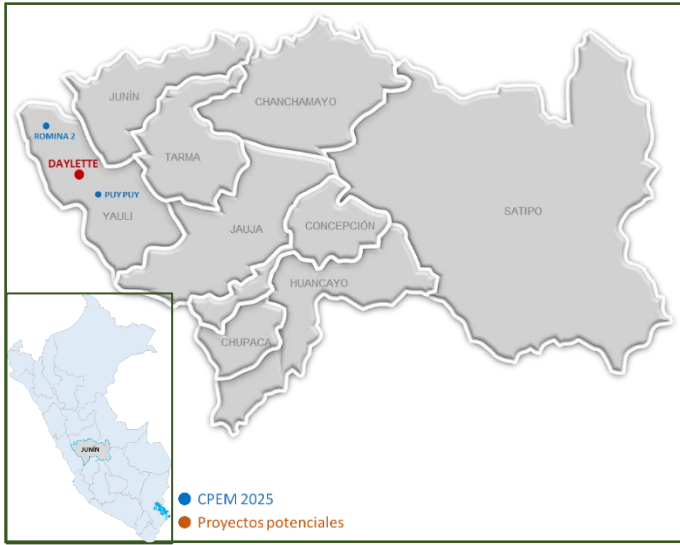 JUNÍN
CHANCHAMAYO
ROMINA 2
TARMA
DAYLETTE
PUY PUY
YAULI
SATIPO
JAUJA
CONCEPCIÓN
HUANCAYO
CHUPACA
JUNÍN
CPEM 2025
Proyectos potenciales